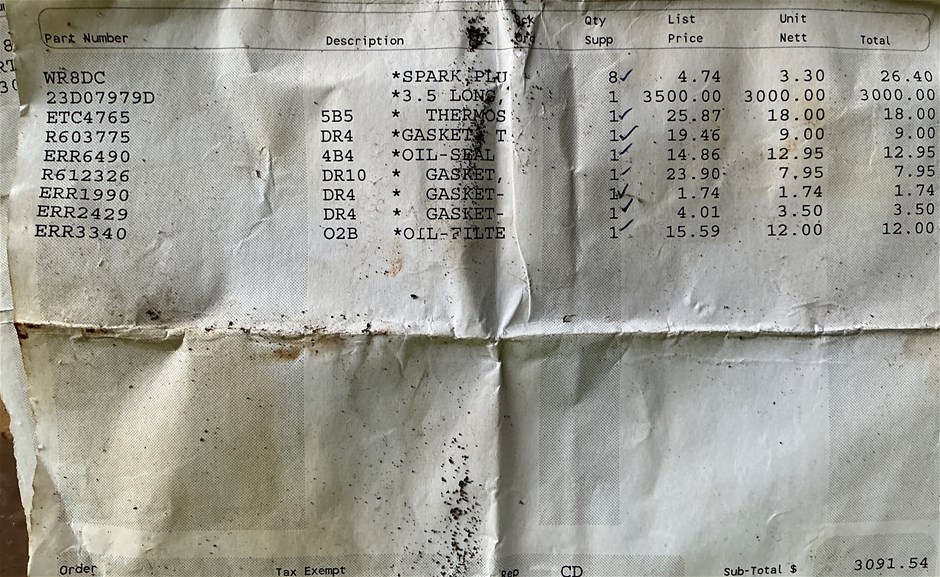 Qty List Unit
Part Number Description Supp Price Nett Total
WR8DC *SPARK PLU 8✓ 4.74 3.30 26.40
23D07979D *3.5 LONG, 1 3500.00 3000.00 3000.00
ETC4765 5B5 * THERMOS 1✓ 25.87 18.00 18.00
R603775 DR4 *GASKET T 1✓ 19.46 9.00 9.00
ERR6490 4B4 *OIL-SEAL 1✓ 14.86 12.95 12.95
R612326 DR10 * GASKET, 1✓ 23.90 7.95 7.95
ERR1990 DR4 * GASKET- 1✓ 1.74 1.74 1.74
ERR2429 DR4 * GASKET- 1✓ 4.01 3.50 3.50
ERR3340 O2B *OIL-FILTE 1✓ 15.59 12.00 12.00
Order Tax Exempt Rep CD Sub-Total $ 3091.54